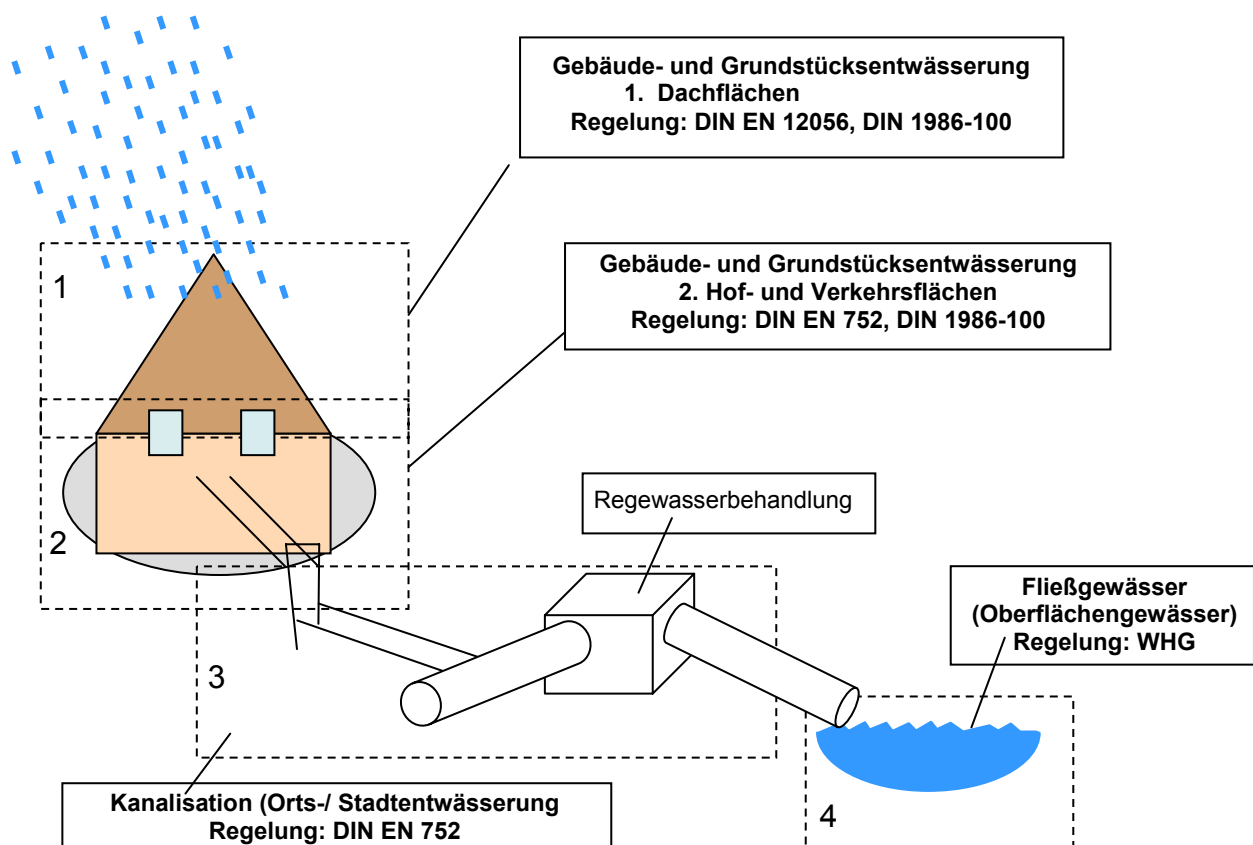 Gebäude- und Grundstücksentwässerung
1. Dachflächen
Regelung: DIN EN 12056, DIN 1986-100
Gebäude- und Grundstücksentwässerung
2. Hof- und Verkehrsflächen
Regelung: DIN EN 752, DIN 1986-100
1
2
Regewasserbehandlung
Fließgewässer
(Oberflächengewässer)
Regelung: WHG
3
Kanalisation (Orts-/ Stadtentwässerung
Regelung: DIN EN 752
4